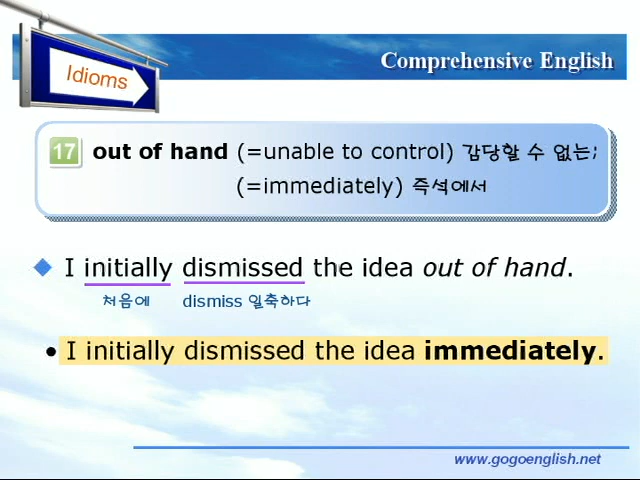 Idioms
Comprehensive English
17 out of hand (=unable to control) 감당할 수 없는;
(=immediately) 즉석에서
◆ I initially dismissed the idea out of hand.
처음에 dismiss 일축하다
• I initially dismissed the idea immediately.
www.gogoenglish.net